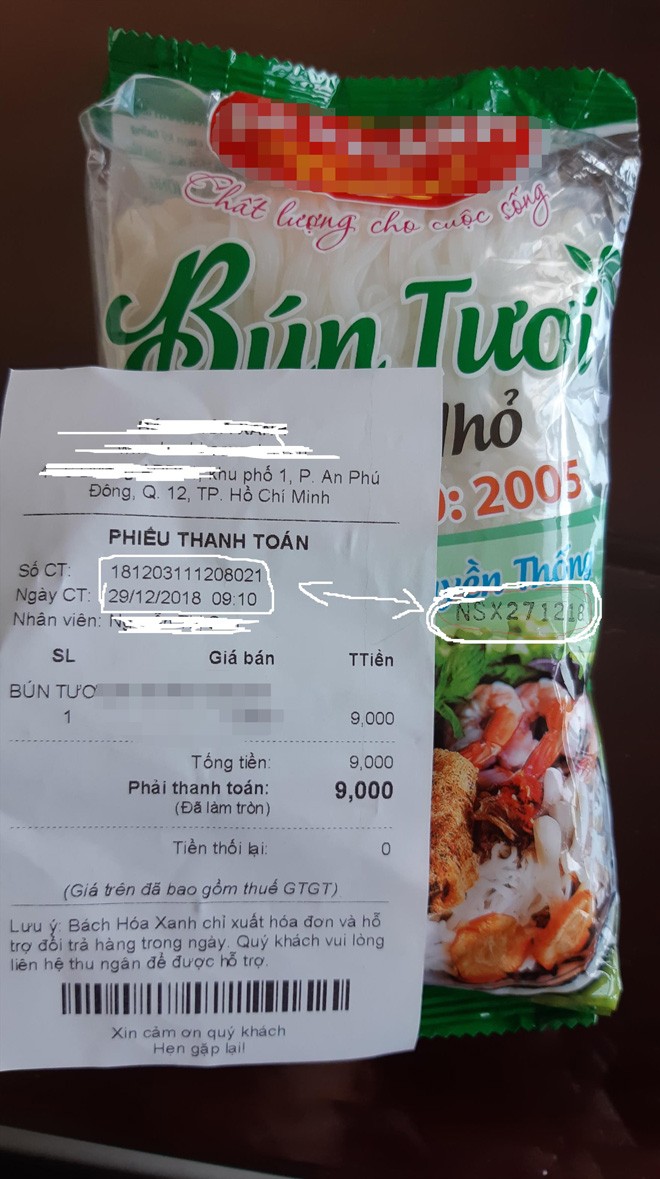 Chất lượng cho cuộc sống
Bún Tươi
Nhỏ
: 2005
Truyền Thống
NSX271218
khu phố 1, P. An Phú
Đông, Q. 12, TP. Hồ Chí Minh
PHIẾU THANH TOÁN
Số CT: 181203111208021
Ngày CT: 29/12/2018 09:10
Nhân viên:
SL Giá bán TTiền
BÚN TƯƠ
1 9,000
Tổng tiền: 9,000
Phải thanh toán: 9,000
(Đã làm tròn)
Tiền thối lại: 0
(Giá trên đã bao gồm thuế GTGT)
Lưu ý: Bách Hóa Xanh chỉ xuất hóa đơn và hỗ
trợ đổi trả hàng trong ngày. Quý khách vui lòng
liên hệ thu ngân để được hỗ trợ.
Xin cảm ơn quý khách
Hẹn gặp lại!